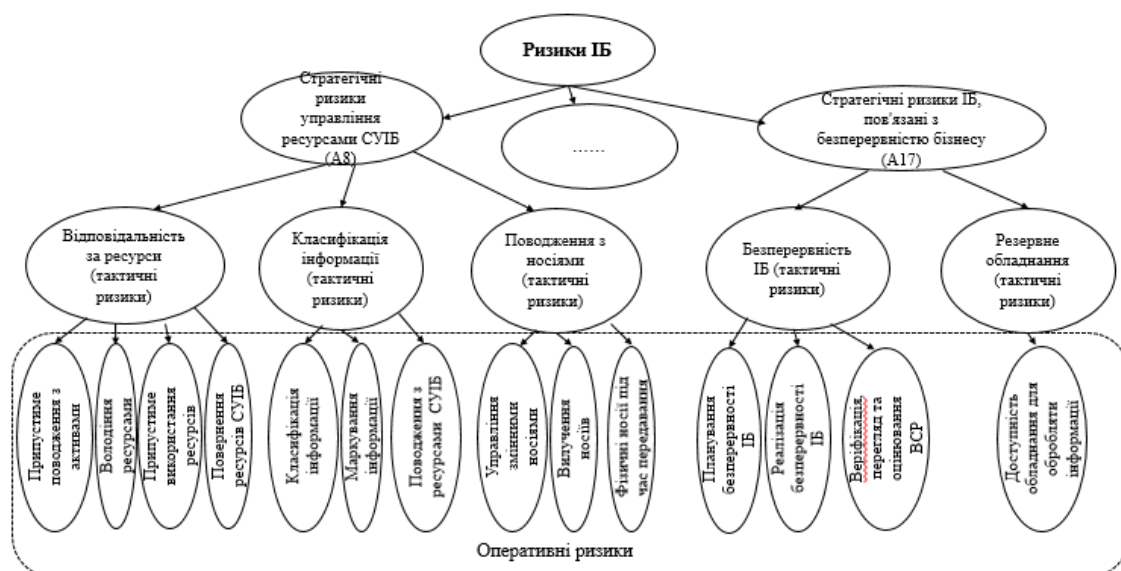 Ризики ІБ
Стратегічні
ризики
управління
ресурсами СУІБ
(А8)
……
Стратегічні ризики ІБ,
пов'язані з
безперервністю бізнесу
(А17)
Відповідальність
за ресурси
(тактичні
ризики)
Класифікація
інформації
(тактичні
ризики)
Поводження з
носіями
(тактичні
ризики)
Безперервність
ІБ (тактичні
ризики)
Резервне
обладнання
(тактичні
ризики)
Припустиме
поводження з
активами
Володіння
ресурсами
Припустиме
використання
ресурсів
Повернення
ресурсів СУІБ
Класифікація
інформації
Маркування
інформації
Поводження з
ресурсами СУІБ
Управління
змінними
носіями
Вилучення
носіїв
Фізичні носії під
час передавання
Планування
безперервності
ІБ
Реалізація
безперервності
ІБ
Веріфікація,
перегляд та
оцінювання
ВСР
Доступність
обладнання для
обробляти
інформації
Оперативні ризики